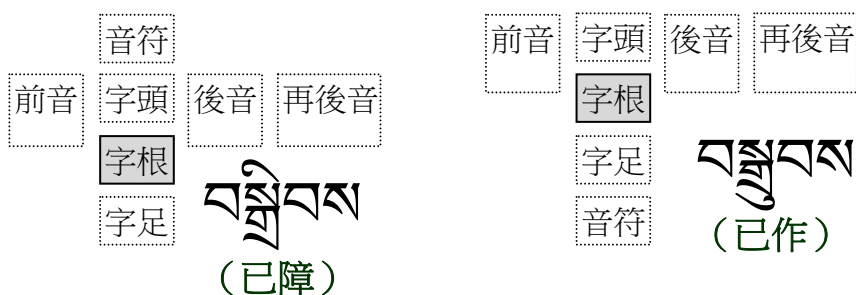 音符
前音 字頭 後音 再後音
字根
字足
བསྒྲིབས
（已障）
前音 字頭 後音 再後音
字根
字足
音符
བསྒྲུབས
（已作）